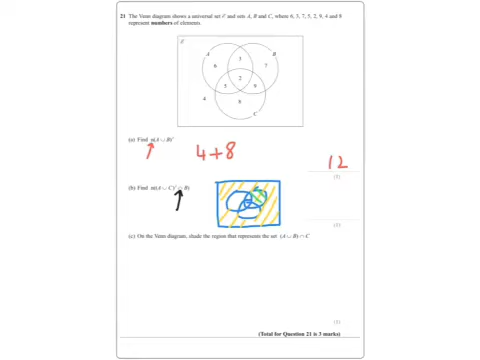 21 The Venn diagram shows a universal set ℰ and sets A, B and C, where 6, 3, 7, 5, 2, 9, 4 and 8
represent numbers of elements.
ℰ
A
B
3
6
7
2
5
9
4
8
C
(a) Find n(A ∪ B)′
4+8
12
(1)
(b) Find n((A ∪ C)′ ∩ B)
(1)
(c) On the Venn diagram, shade the region that represents the set (A ∪ B) ∩ C
(1)
(Total for Question 21 is 3 marks)